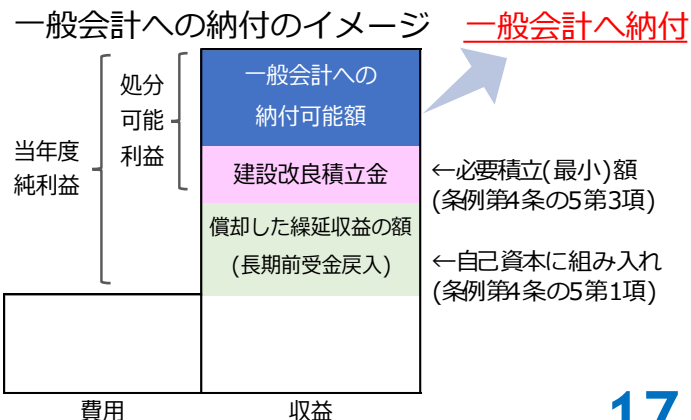 一般会計への納付のイメージ
一般会計へ納付
当年度
純利益
処分
可能
利益
一般会計への
納付可能額
建設改良積立金
←必要積立(最小)額
(条例第4条の5第3項)
償却した繰延収益の額
(長期前受金戻入)
←自己資本に組み入れ
(条例第4条の5第1項)
費用
収益
17